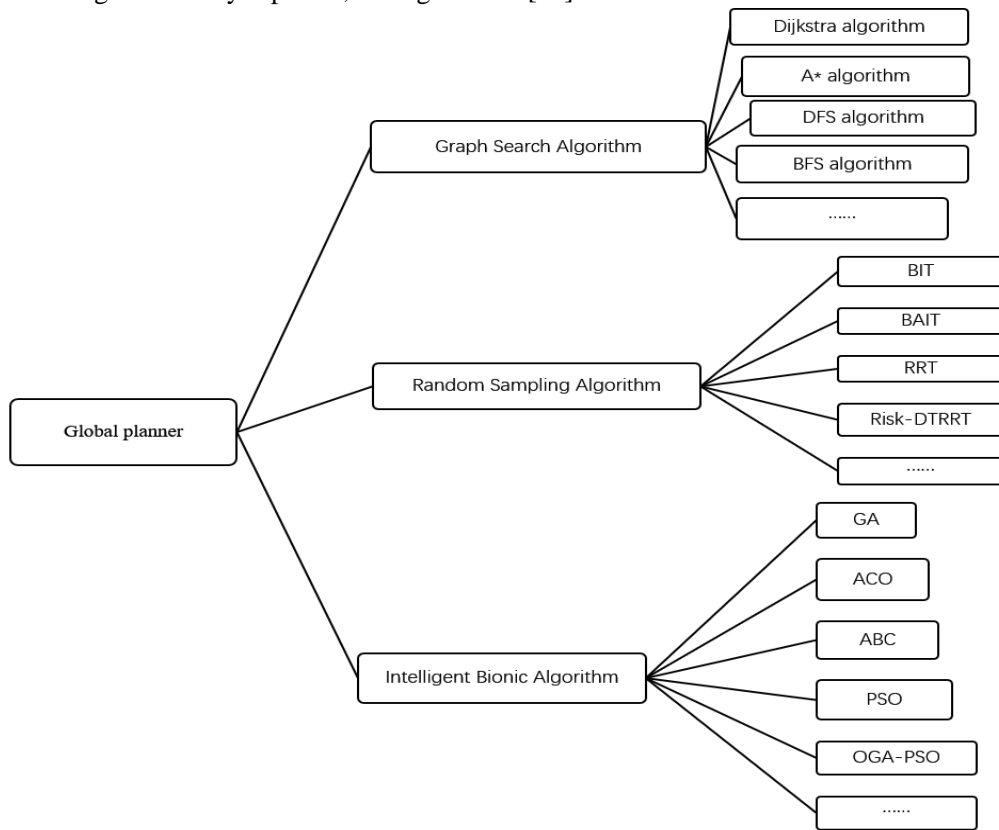 Dijkstra algorithm
A* algorithm
DFS algorithm
BFS algorithm
······
Graph Search Algorithm
BIT
BAIT
RRT
Risk-DTRRT
······
Random Sampling Algorithm
Global planner
GA
ACO
ABC
PSO
OGA-PSO
······
Intelligent Bionic Algorithm